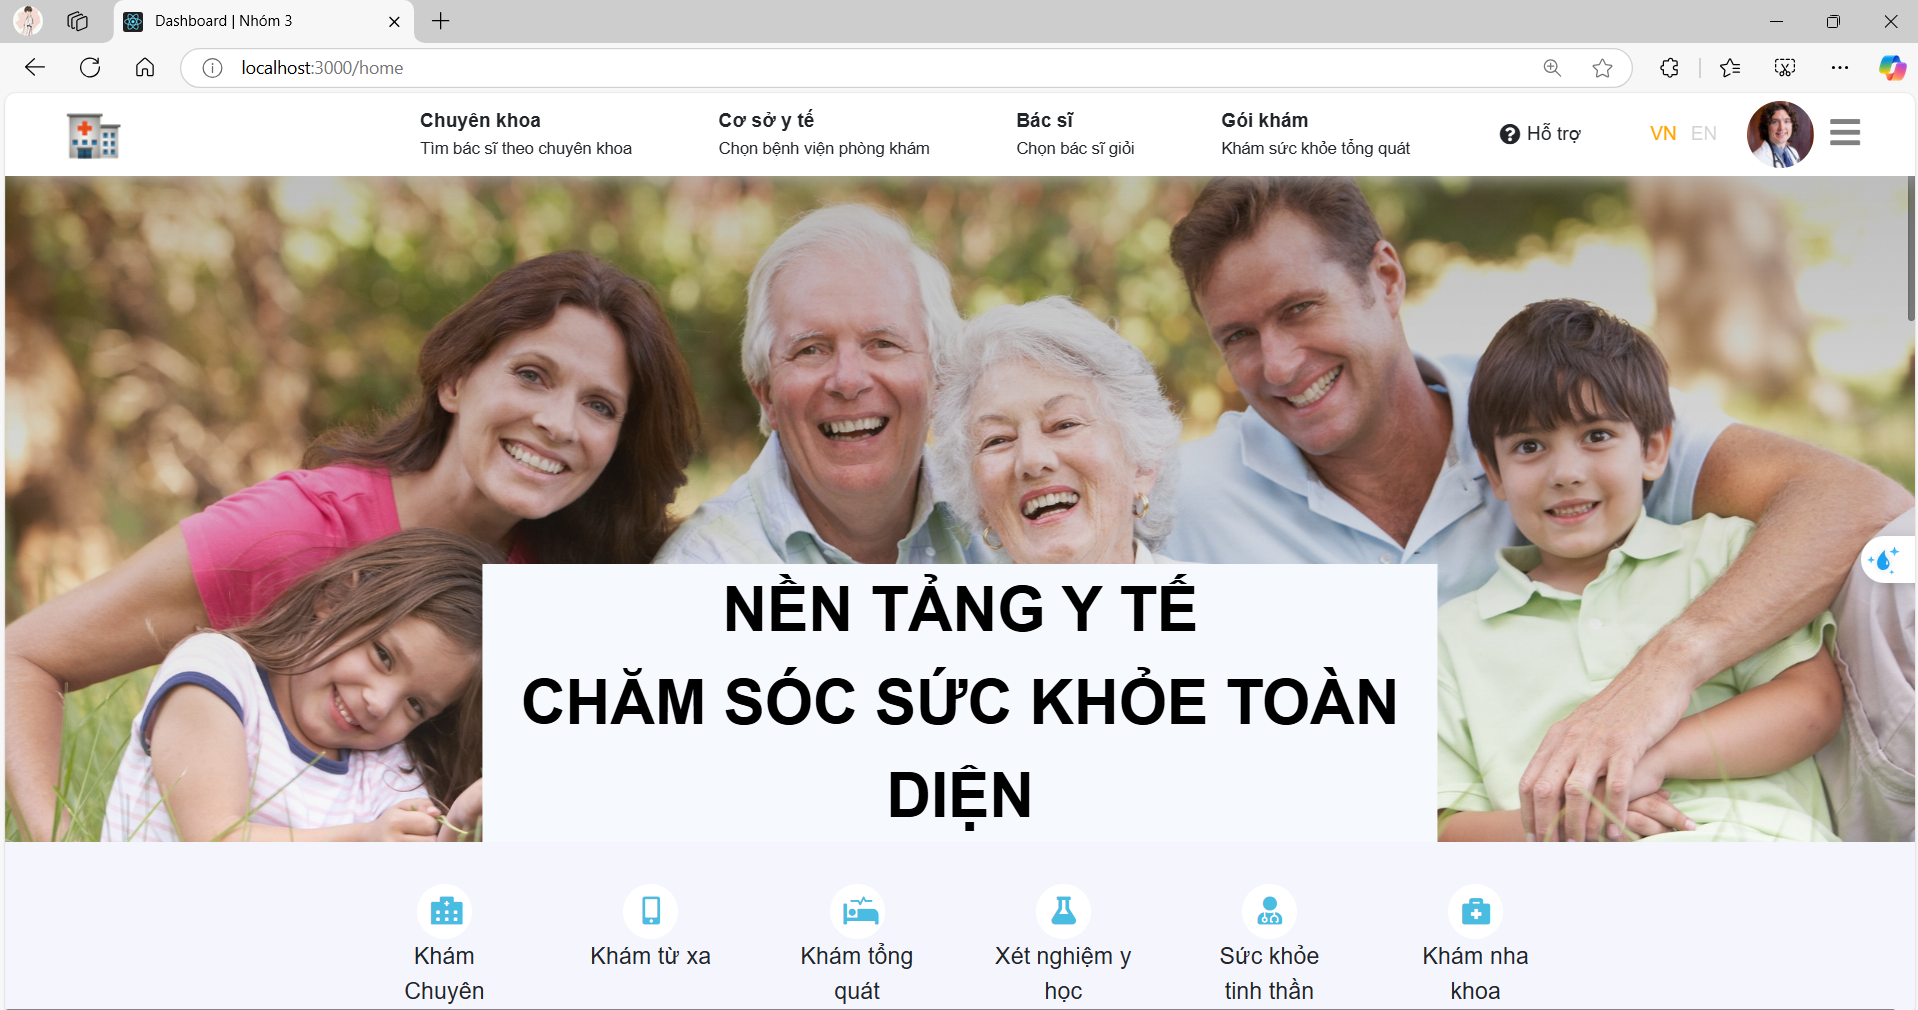 Dashboard | Nhóm 3
localhost:3000/home
Chuyên khoa
Tìm bác sĩ theo chuyên khoa
Cơ sở y tế
Chọn bệnh viện phòng khám
Bác sĩ
Chọn bác sĩ giỏi
Gói khám
Khám sức khỏe tổng quát
Hỗ trợ
VN EN
NỀN TẢNG Y TẾ
CHĂM SÓC SỨC KHỎE TOÀN
DIỆN
Khám
Chuyên
Khám từ xa
Khám tổng
quát
Xét nghiệm y
học
Sức khỏe
tinh thần
Khám nha
khoa